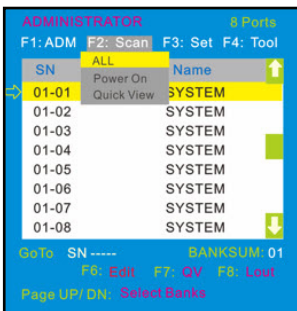 ADMINISTRATOR 8 Ports
F1: ADM F2: Scan F3: Set F4: Tool
SN Name
ALL
Power On
Quick View
01-01 SYSTEM
01-02 SYSTEM
01-03 SYSTEM
01-04 SYSTEM
01-05 SYSTEM
01-06 SYSTEM
01-07 SYSTEM
01-08 SYSTEM
GoTo SN ----- BANKSUM: 01
F6: Edit F7: QV F8: Lout
Page UP/ DN: Select Banks